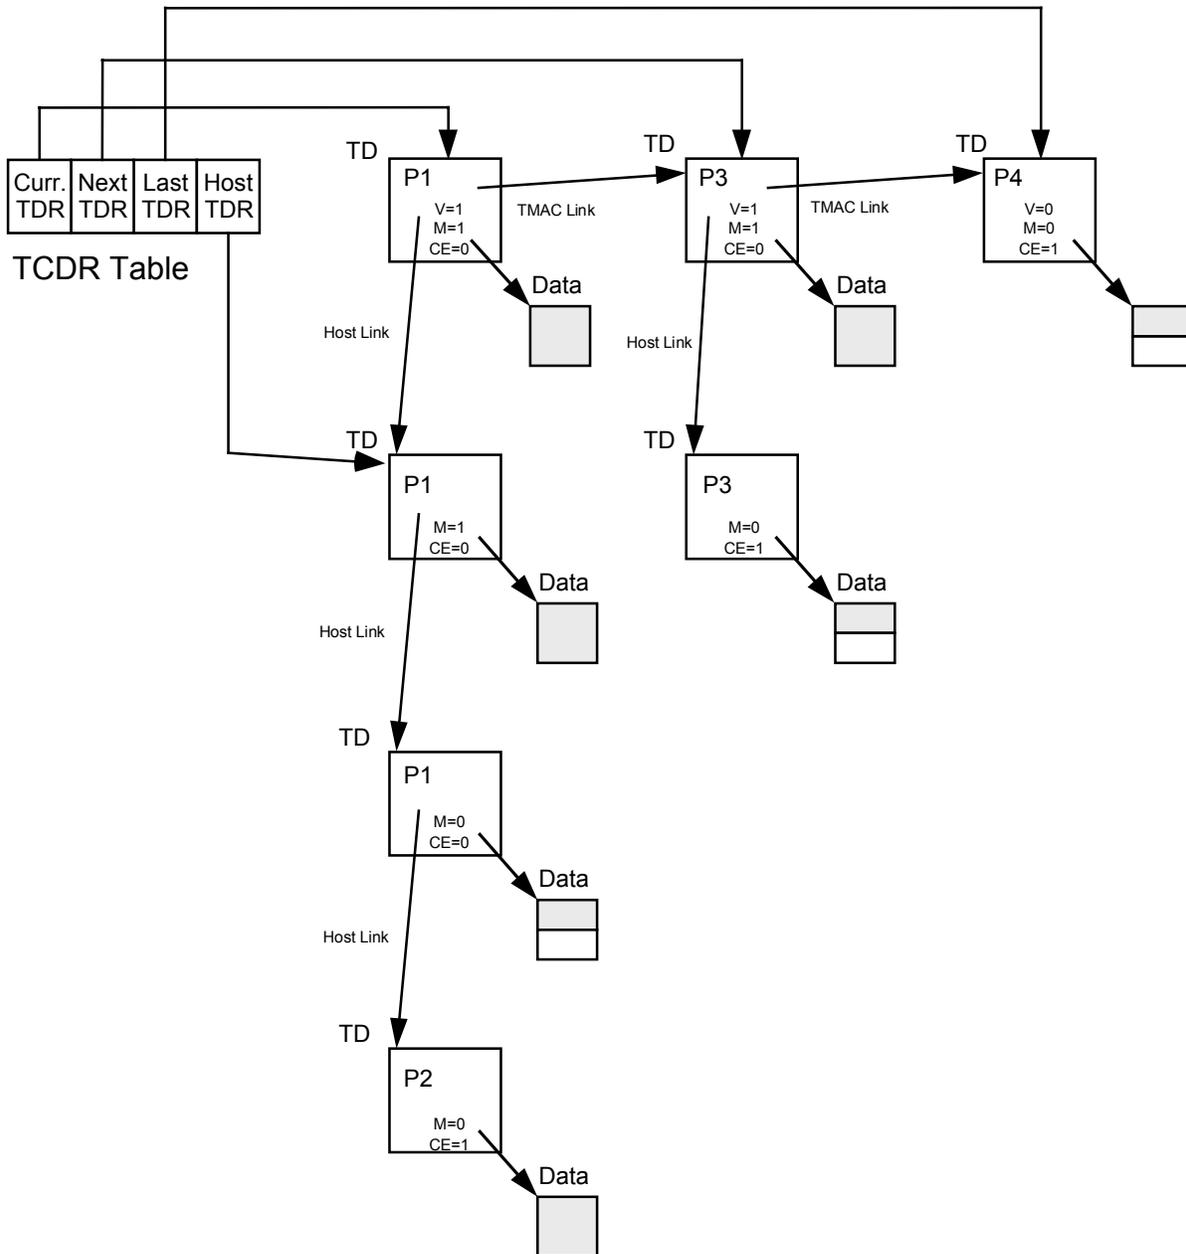 TD
TD
TD
Curr.
TDR
Next
TDR
Last
TDR
Host
TDR
TCDR Table
P1
V=1
M=1
CE=0
TMAC Link
P3
V=1
M=1
CE=0
TMAC Link
P4
V=0
M=0
CE=1
Data
Data
Host Link
Host Link
TD
TD
P1
M=1
CE=0
P3
M=0
CE=1
Data
Data
Host Link
TD
P1
M=0
CE=0
Data
Host Link
TD
P2
M=0
CE=1
Data